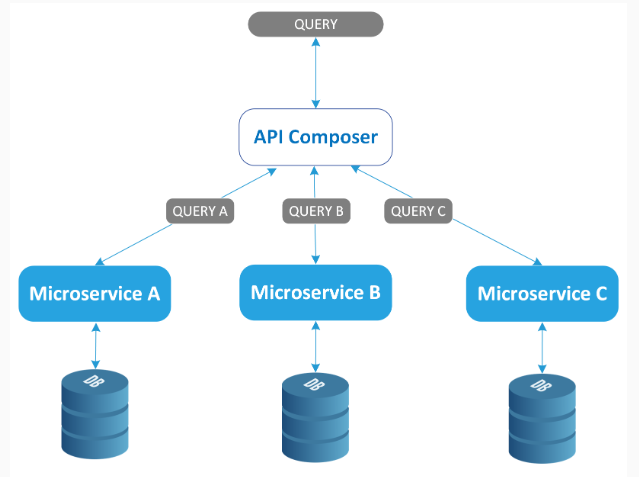 QUERY
API Composer
QUERY A
QUERY B
QUERY C
Microservice A
Microservice B
Microservice C
DB
DB
DB